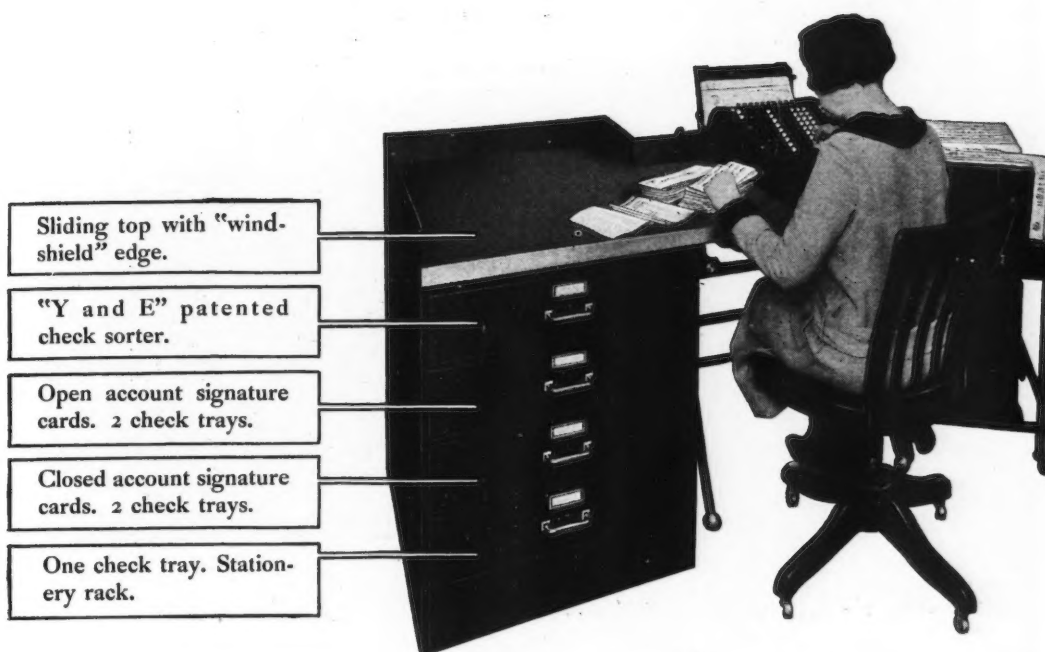 Sliding top with "wind-
shield" edge.
"Y and E" patented
check sorter.
Open account signature
cards. 2 check trays.
Closed account signature
cards. 2 check trays.
One check tray. Station-
ery rack.